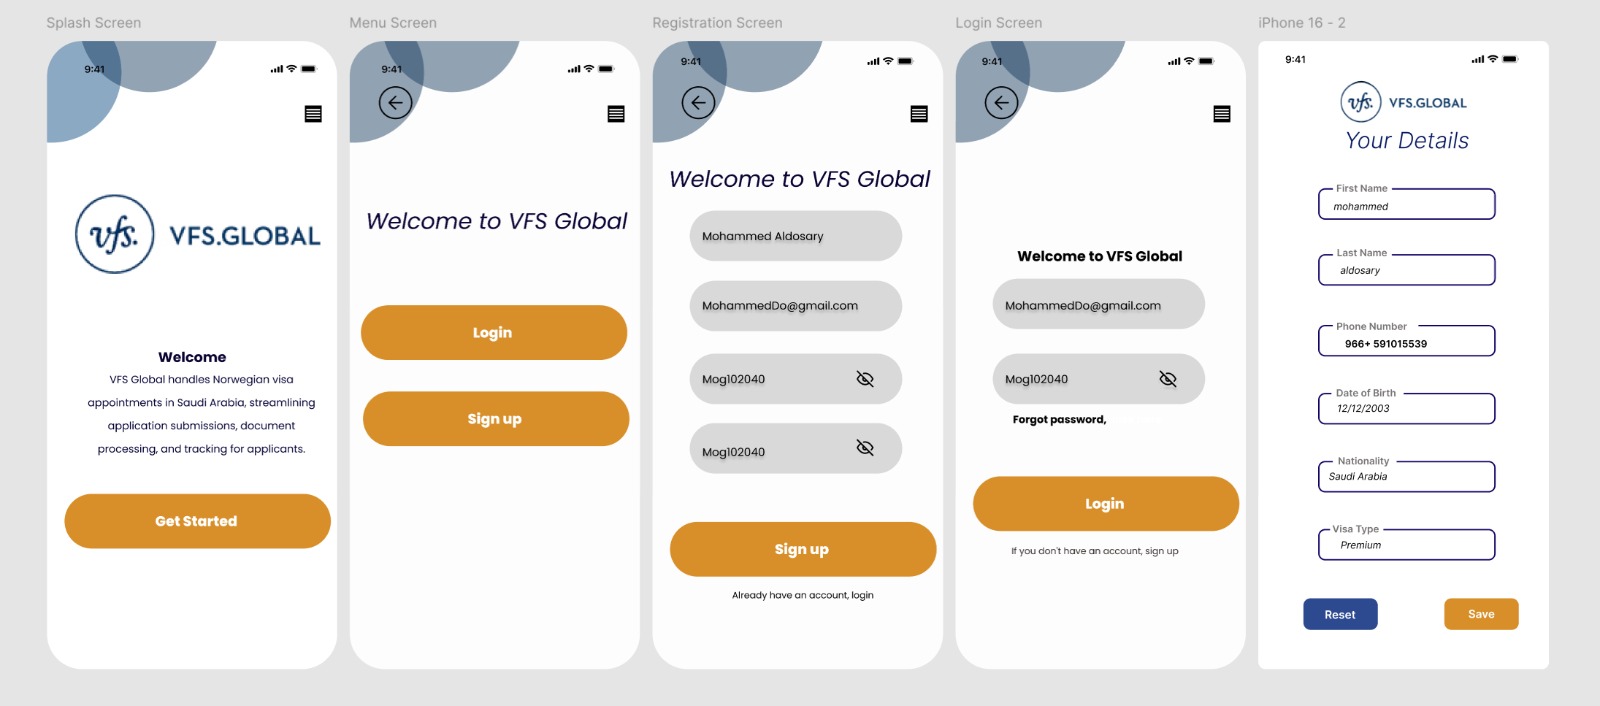 Splash Screen
9:41
vfs.
VFS.GLOBAL
Welcome
VFS Global handles Norwegian visa
appointments in Saudi Arabia, streamlining
application submissions, document
processing, and tracking for applicants.
Get Started
Menu Screen
9:41
Welcome to VFS Global
Login
Sign up
Registration Screen
9:41
Welcome to VFS Global
Mohammed Aldosary
MohammedDo@gmail.com
Mog102040
Mog102040
Sign up
Already have an account, login
Login Screen
9:41
Welcome to VFS Global
MohammedDo@gmail.com
Mog102040
Forgot password,
Login
If you don't have an account, sign up
iPhone 16 - 2
9:41
vfs.
VFS.GLOBAL
Your Details
First Name
mohammed
Last Name
aldosary
Phone Number
966+ 591015539
Date of Birth
12/12/2003
Nationality
Saudi Arabia
Visa Type
Premium
Reset
Save